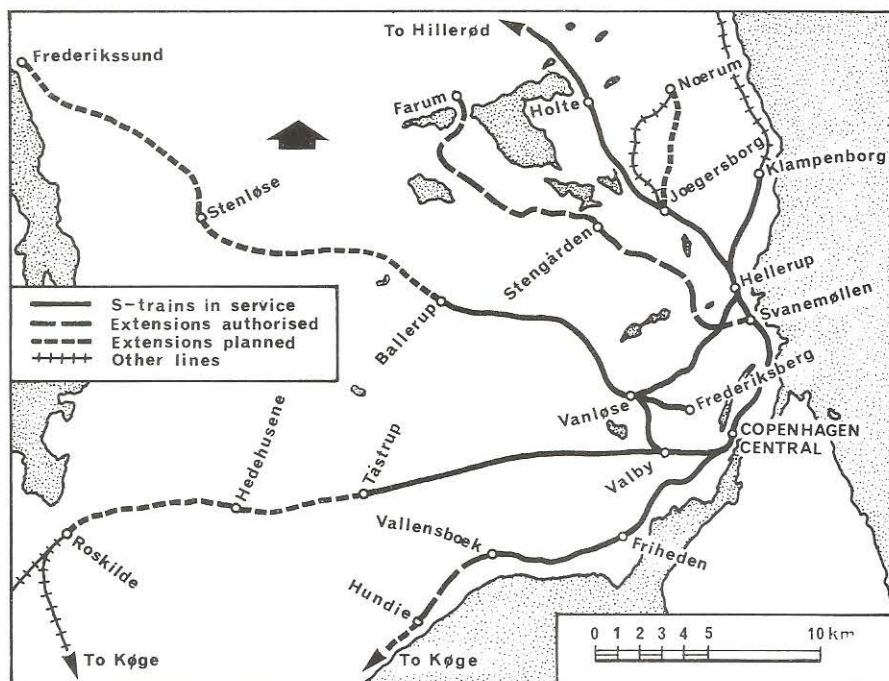 To Hillerød
Frederikssund
Farum
Holte
Nœrum
Klampenborg
Jœgersborg
Stenløse
Stengården
Hellerup
Svanemøllen
S-trains in service
Extensions authorised
Extensions planned
Other lines
Ballerup
Vanløse
Frederiksberg
COPENHAGEN
CENTRAL
Valby
Hedehusene
Tåstrup
Roskilde
Vallensbœk
Friheden
Hundie
To Køge
To Køge
0 1 2 3 4 5 10 km